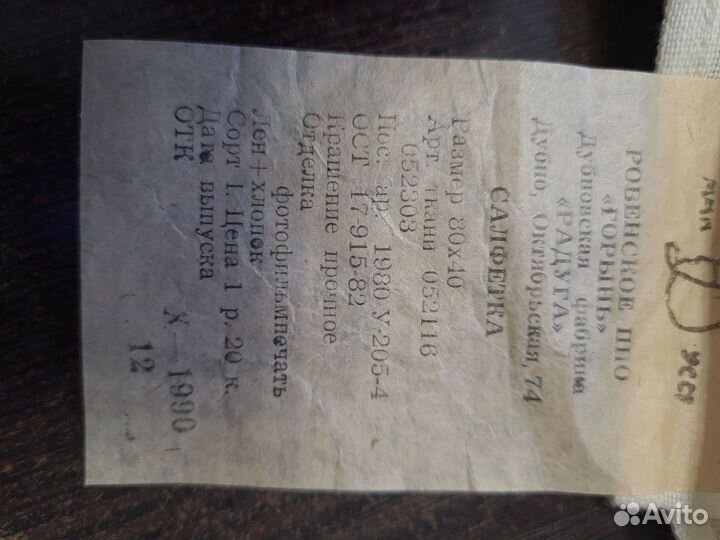 РОВЕНСКОЕ ШПО
«ГОРЫНЬ»
Дубновская фабрика
«РАДУГА»
Дубно, Октябрьская, 74
САЛФЕТКА
Размер 80х40
Арт ткани 052116
052303
Пос. ар. 1980 У-205-4
ОСТ 17-915-82
Крашение прочное
Отделка
фотофильмпечать
Лен+хлопок
Сорт 1. Цена 1 р. 20 к.
Дата выпуска X—1990
ОТК 12
Avito